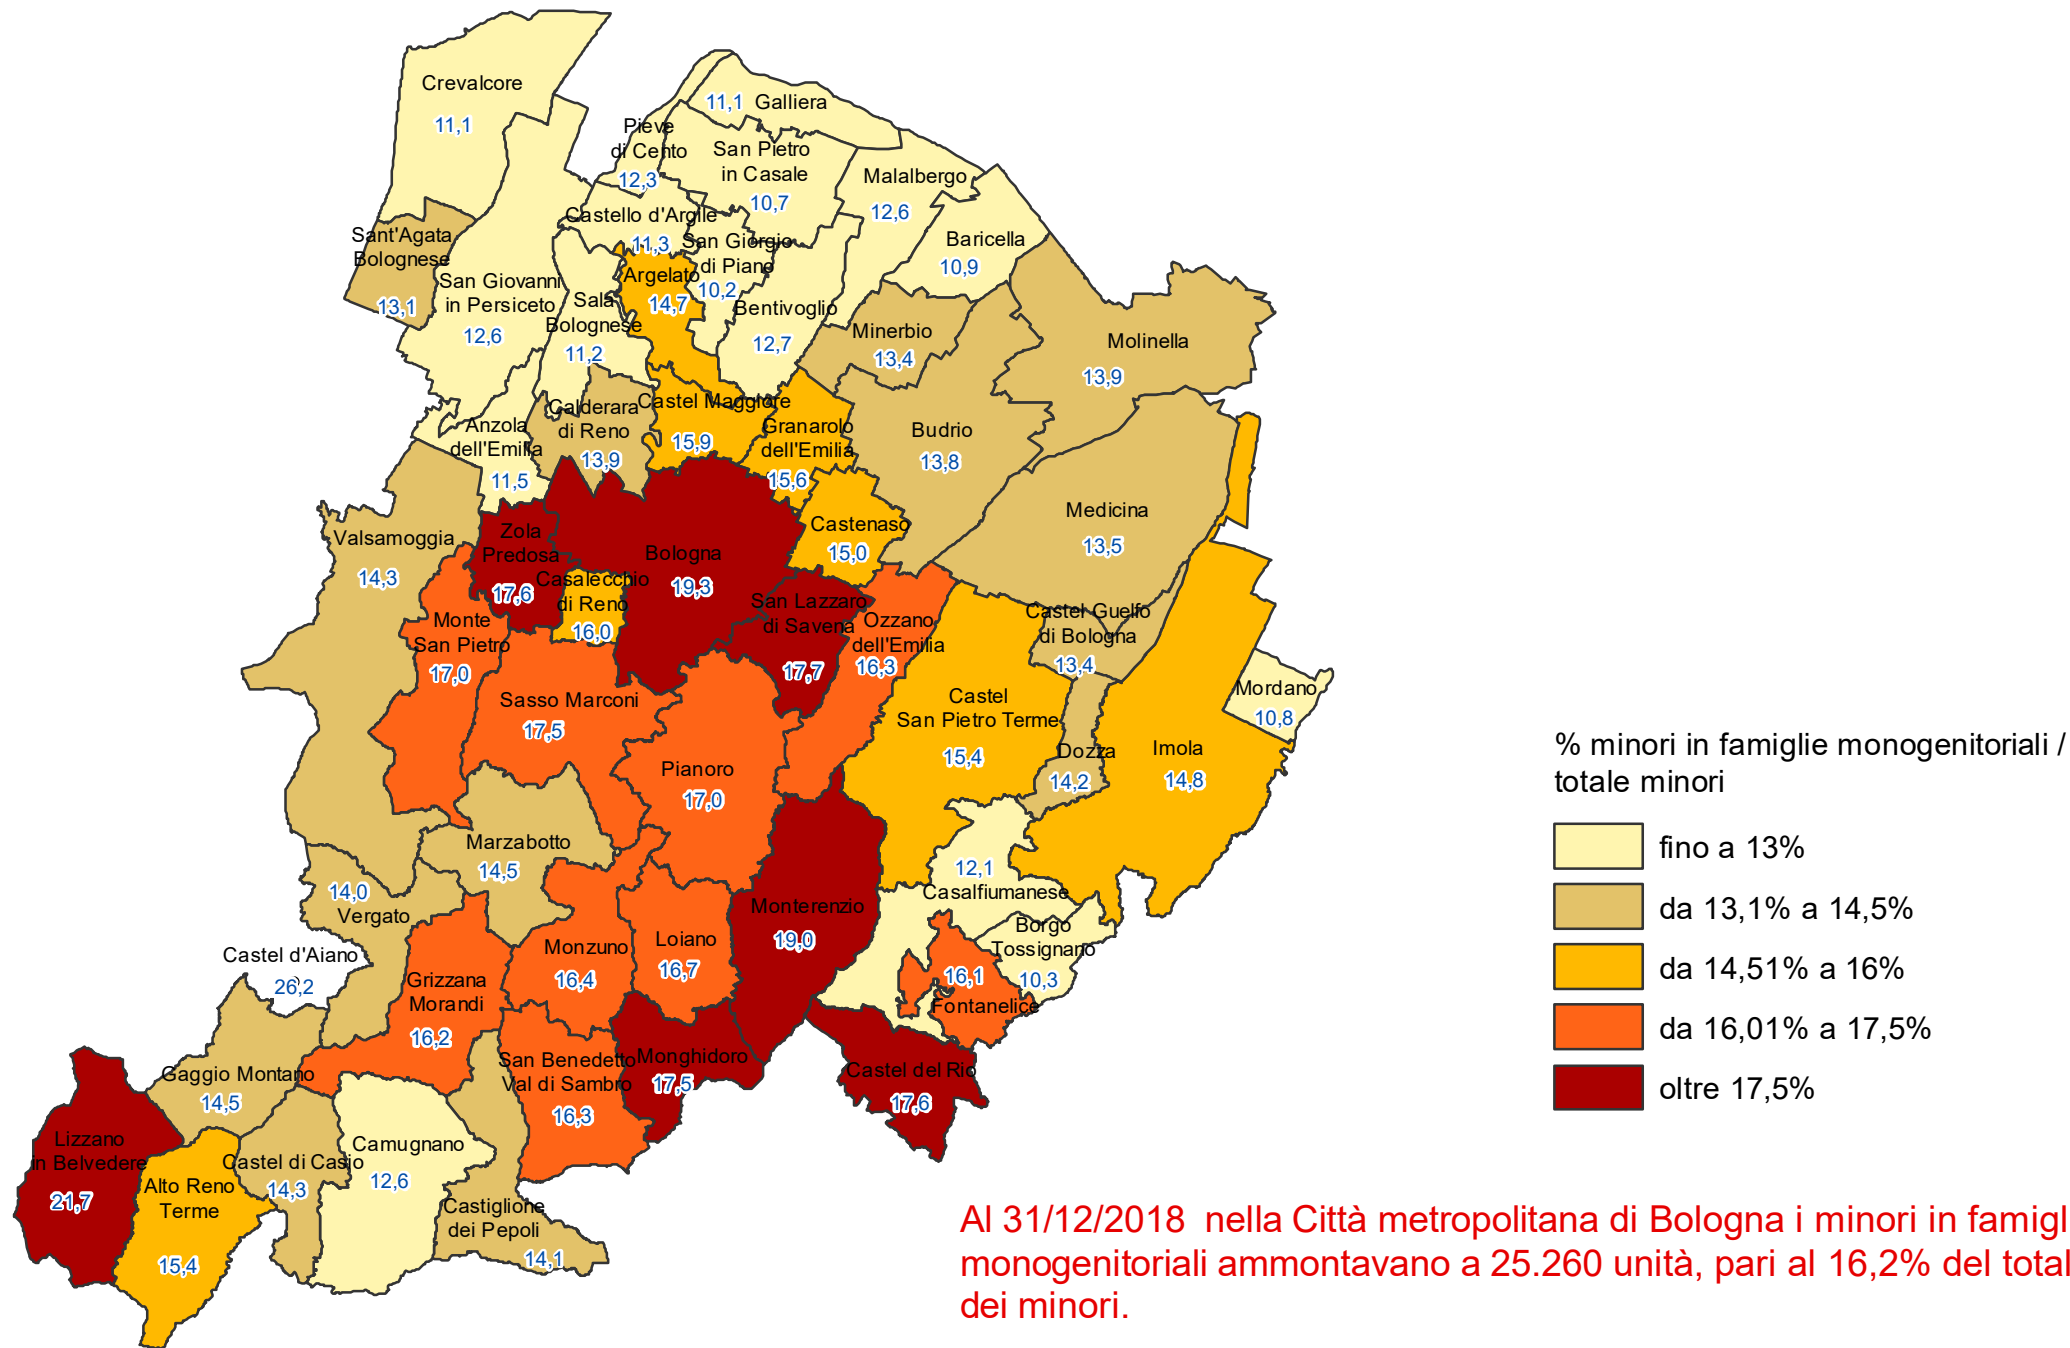 Crevalcore
11,1
11,1 Galliera
Pieve
di Cento
12,3
San Pietro
in Casale
10,7
Malalbergo
12,6
Castello d'Argile
11,3
Sant'Agata
Bolognese
13,1
San Giorgio
di Piano
10,2
Baricella
10,9
San Giovanni
in Persiceto
12,6
Argelato
14,7
Sala
Bolognese
11,2
Bentivoglio
12,7
Minerbio
13,4
Molinella
13,9
Calderara
di Reno
13,9
Castel Maggiore
15,9
Granarolo
dell'Emilia
15,6
Anzola
dell'Emilia
11,5
Budrio
13,8
Medicina
13,5
Valsamoggia
14,3
Zola
Predosa
17,6
Bologna
19,3
Castenaso
15,0
Casalecchio
di Reno
16,0
San Lazzaro
di Savena
17,7
Ozzano
dell'Emilia
16,3
Castel Guelfo
di Bologna
13,4
Monte
San Pietro
17,0
Sasso Marconi
17,5
Castel
San Pietro Terme
15,4
Mordano
10,8
Dozza
14,2
Imola
14,8
Pianoro
17,0
Marzabotto
14,5
12,1
Casalfiumanese
14,0
Vergato
Monterenzio
19,0
Borgo
Tossignano
10,3
Castel d'Aiano
26,2
Grizzana
Morandi
16,2
Monzuno
16,4
Loiano
16,7
16,1
Fontanelice
Gaggio Montano
14,5
San Benedetto
Val di Sambro
16,3
Monghidoro
17,5
Castel del Rio
17,6
Lizzano
in Belvedere
21,7
Alto Reno
Terme
15,4
Castel di Casio
14,3
Camugnano
12,6
Castiglione
dei Pepoli
14,1
% minori in famiglie monogenitoriali /
totale minori
fino a 13%
da 13,1% a 14,5%
da 14,51% a 16%
da 16,01% a 17,5%
oltre 17,5%
Al 31/12/2018 nella Città metropolitana di Bologna i minori in famigl
monogenitoriali ammontavano a 25.260 unità, pari al 16,2% del total
dei minori.